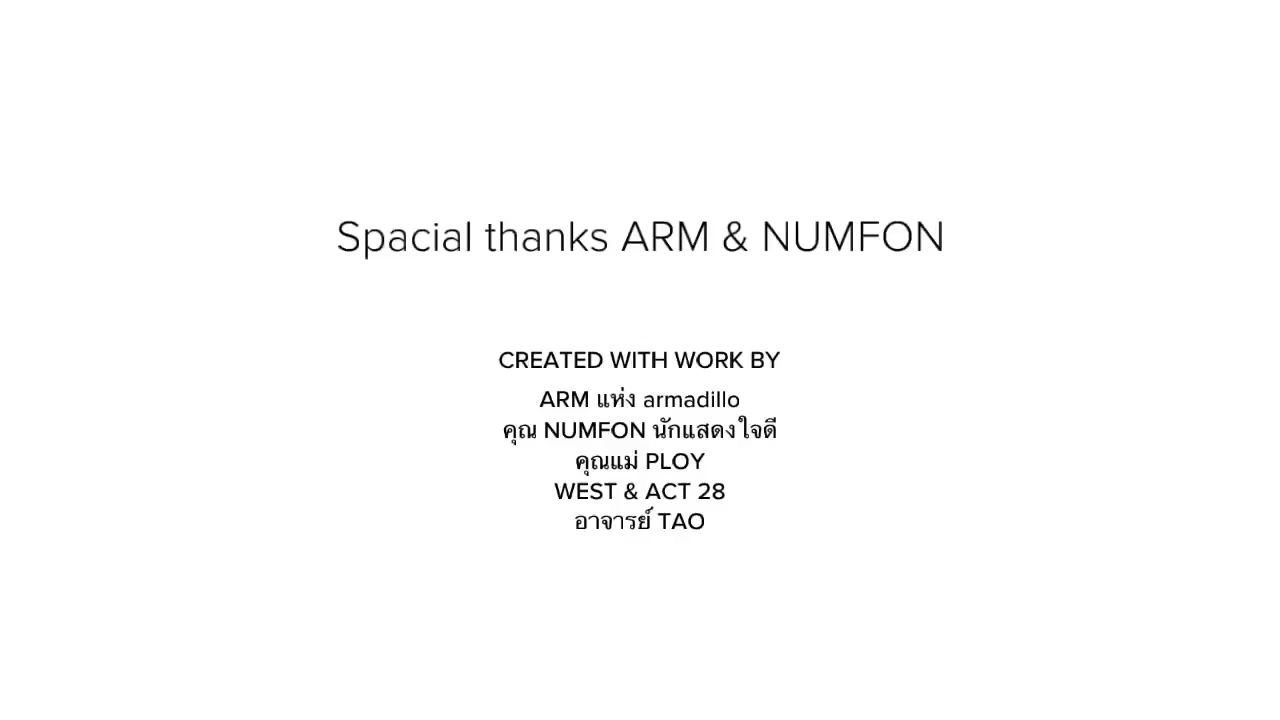 Spacial thanks ARM & NUMFON
CREATED WITH WORK BY
ARM แห่ง armadillo
คุณ NUMFON นักแสดงใจดี
คุณแม่ PLOY
WEST & ACT 28
อาจารย์ TAO